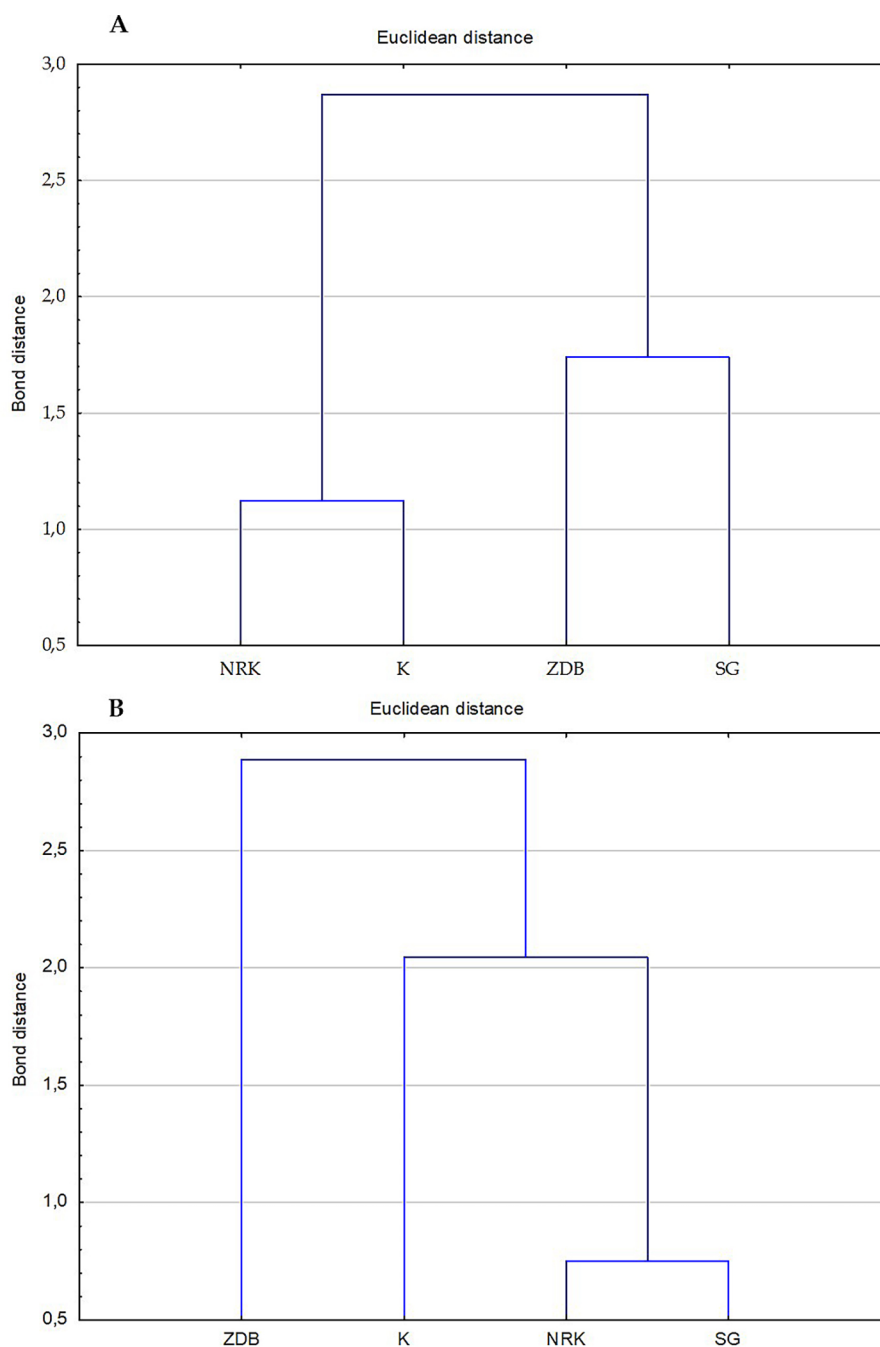 A
Euclidean distance
3,0
2,5
2,0
1,5
1,0
0,5
Bond distance
NRK K ZDB SG
B
Euclidean distance
3,0
2,5
2,0
1,5
1,0
0,5
Bond distance
ZDB K NRK SG